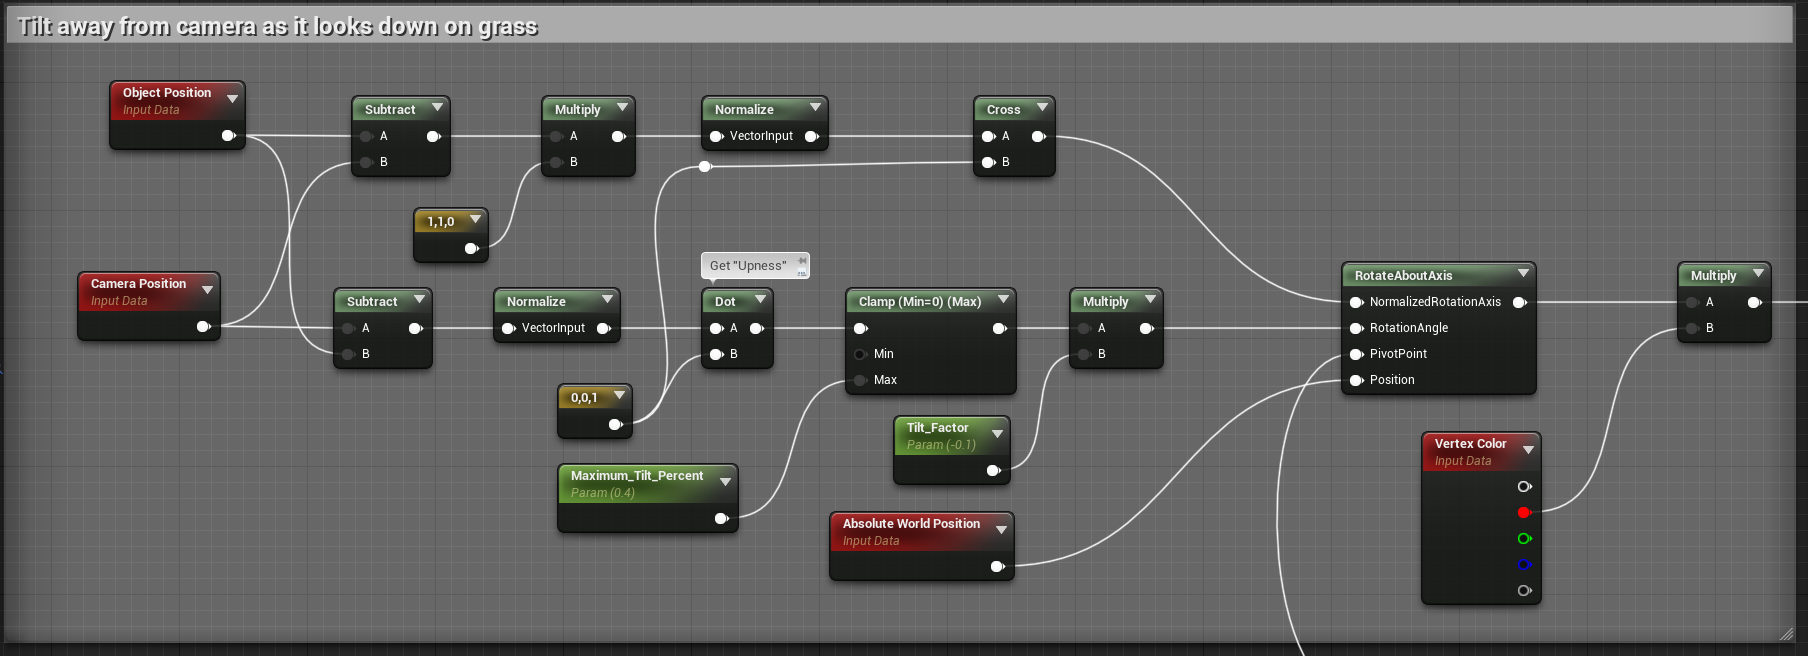 Tilt away from camera as it looks down on grass
Object Position
Input Data
Subtract
A
B
Multiply
A
B
Normalize
VectorInput
Cross
A
B
1,1,0
Camera Position
Input Data
Subtract
A
B
Normalize
VectorInput
Get "Upness"
Dot
A
B
Clamp (Min=0) (Max)
Min
Max
Multiply
A
B
RotateAboutAxis
NormalizedRotationAxis
RotationAngle
PivotPoint
Position
Multiply
A
B
0,0,1
Maximum_Tilt_Percent
Param (0.4)
Tilt_Factor
Param (-0.1)
Absolute World Position
Input Data
Vertex Color
Input Data